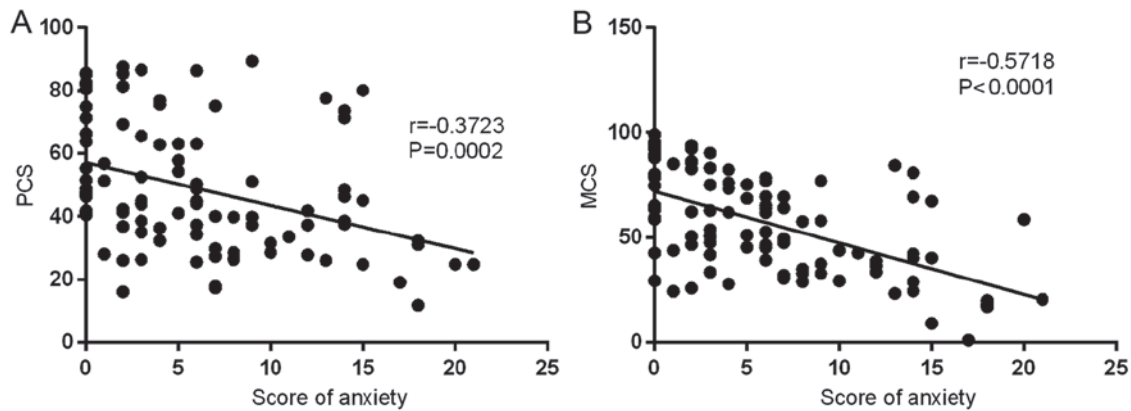 A
100
80
60
40
20
0
PCS
r=-0.3723
P=0.0002
0 5 10 15 20 25
Score of anxiety
B
150
100
50
0
MCS
r=-0.5718
P<0.0001
0 5 10 15 20 25
Score of anxiety